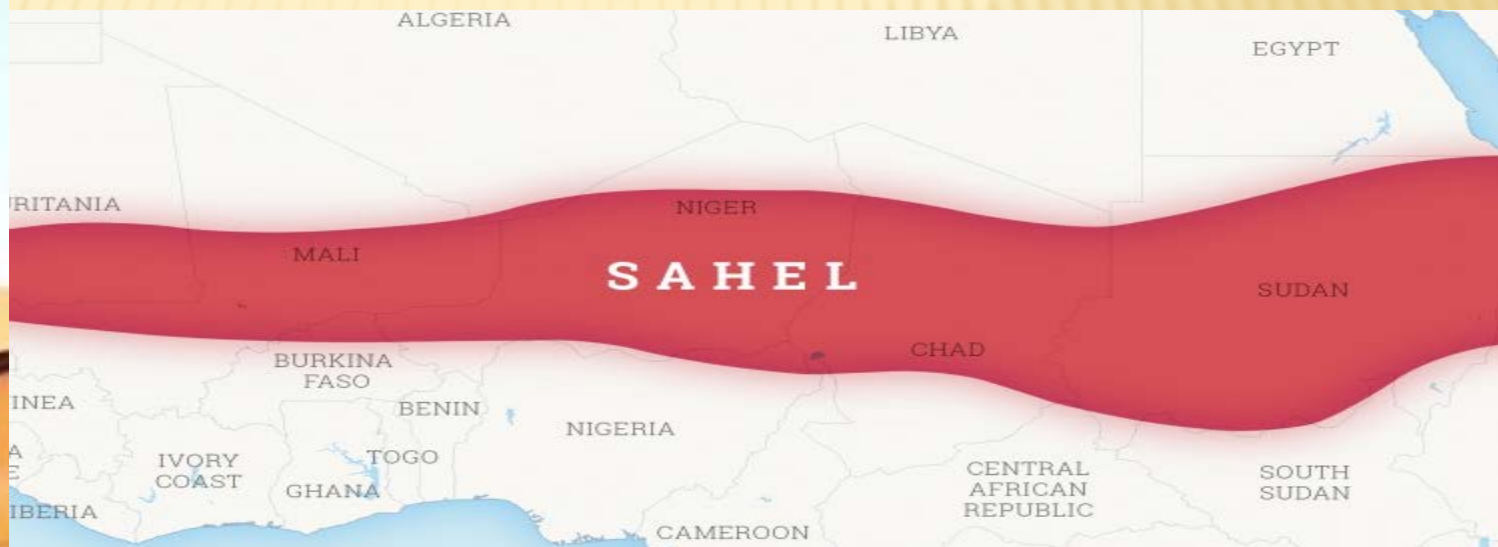 ALGERIA
LIBYA
EGYPT
RITANIA
NIGER
MALI
SAHEL
SUDAN
CHAD
BURKINA
FASO
INEA
BENIN
NIGERIA
TOGO
IVORY
COAST
GHANA
CENTRAL
AFRICAN
REPUBLIC
SOUTH
SUDAN
IBERIA
CAMEROON